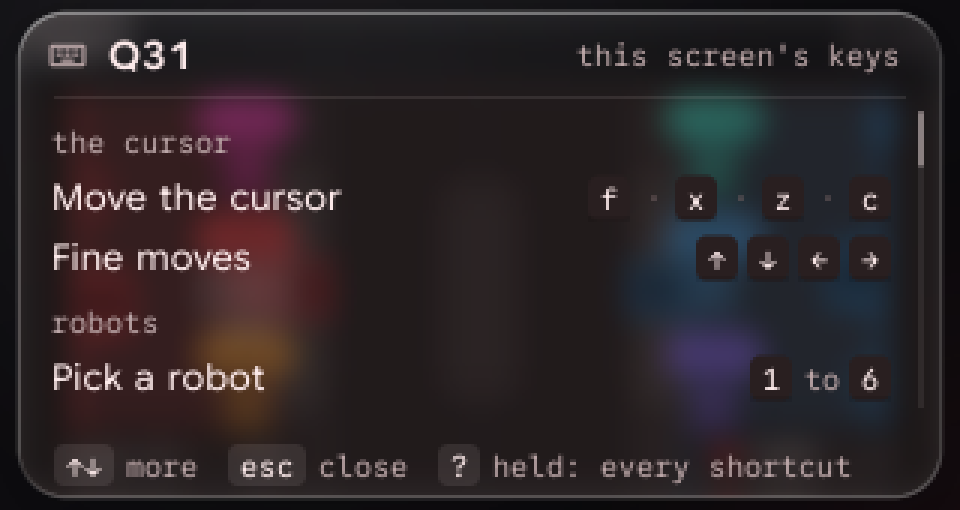 Q31 this screen's keys
the cursor
Move the cursor f · x · z · c
Fine moves ↑ ↓ ← →
robots
Pick a robot 1 to 6
↑↓ more esc close ? held: every shortcut